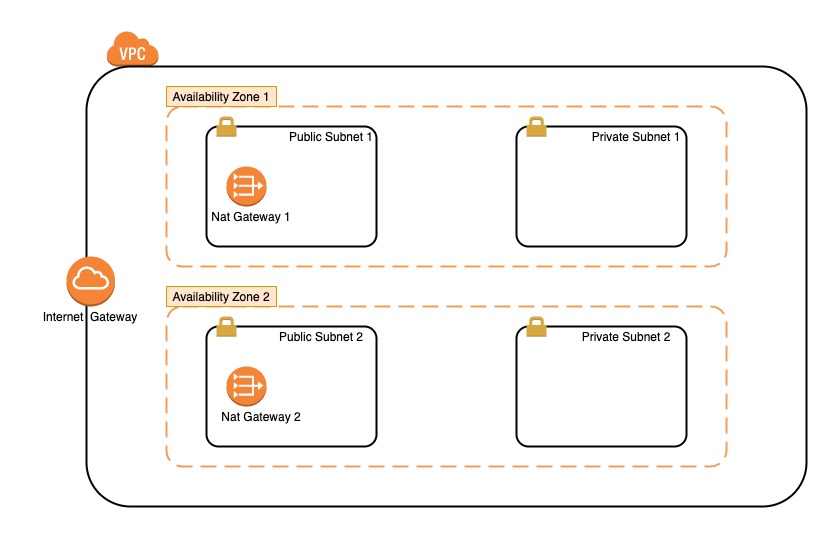 VPC
Availability Zone 1
Public Subnet 1
Private Subnet 1
Nat Gateway 1
Internet Gateway
Availability Zone 2
Public Subnet 2
Private Subnet 2
Nat Gateway 2